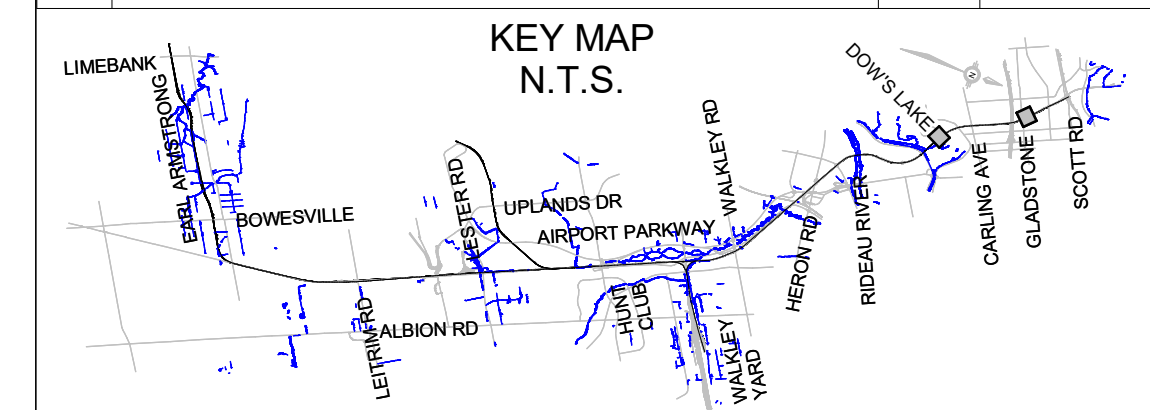 KEY MAP
N.T.S.
LIMEBANK
EARL ARMSTRONG
BOWESVILLE
LEITRIM RD
ALBION RD
LESTER RD
UPLANDS DR
AIRPORT PARKWAY
HUNT
CLUB
WALKLEY RD
WALKLEY
YARD
HERON RD
RIDEAU RIVER
DOW'S LAKE
N
CARLING AVE
GLADSTONE
SCOTT RD